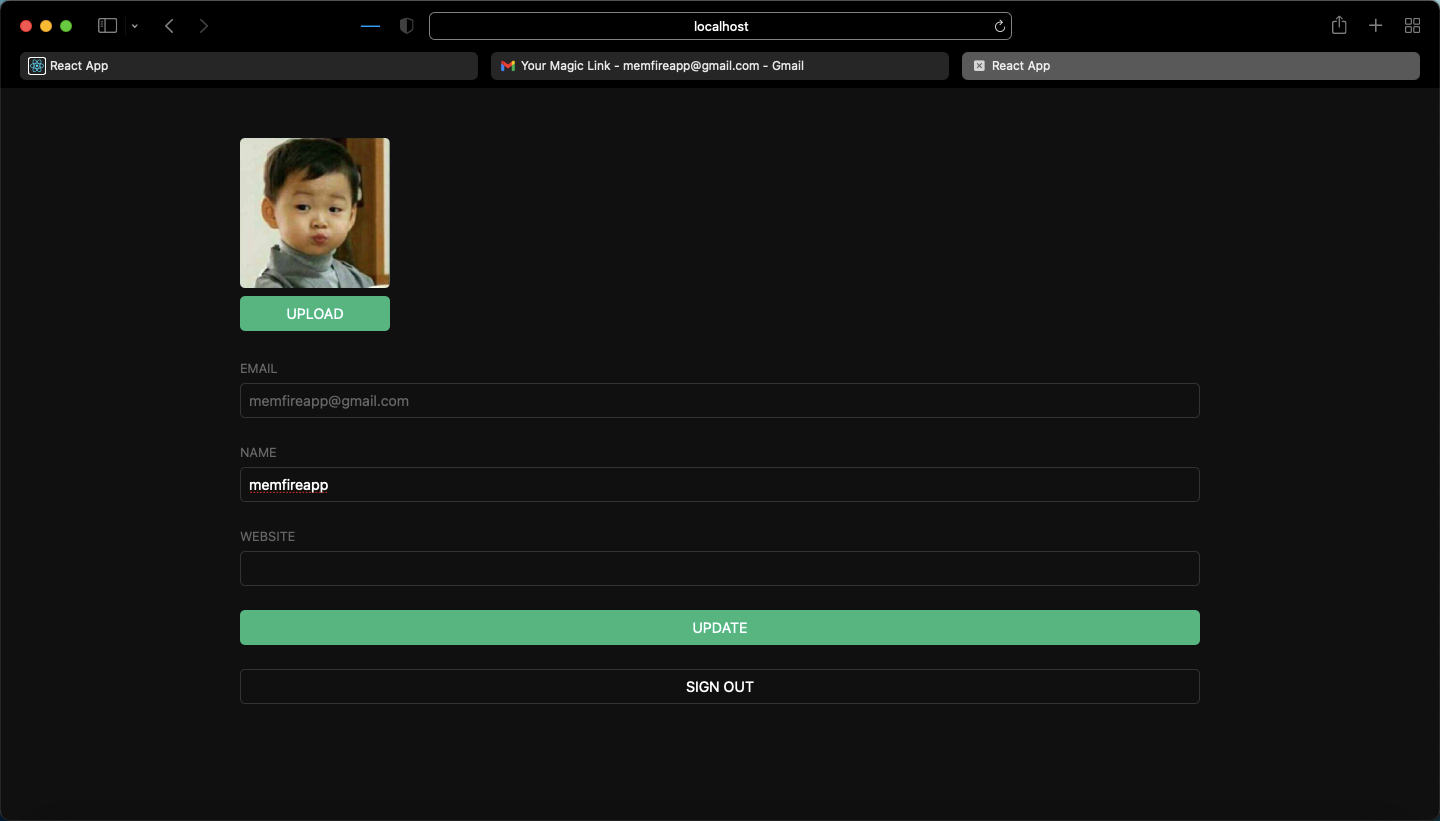 localhost
React App
Your Magic Link - memfireapp@gmail.com - Gmail
React App
UPLOAD
EMAIL
memfireapp@gmail.com
NAME
memfireapp
WEBSITE
UPDATE
SIGN OUT